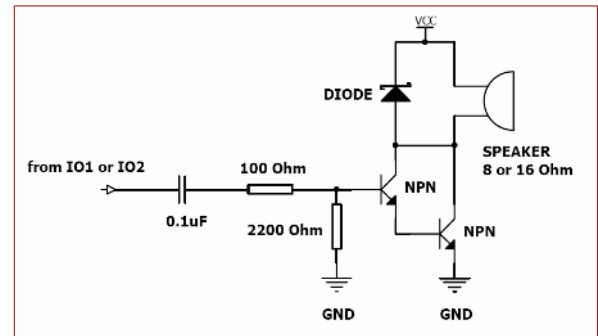 VCC
DIODE
SPEAKER
8 or 16 Ohm
from IO1 or IO2
100 Ohm
NPN
0.1uF
2200 Ohm
NPN
GND
GND